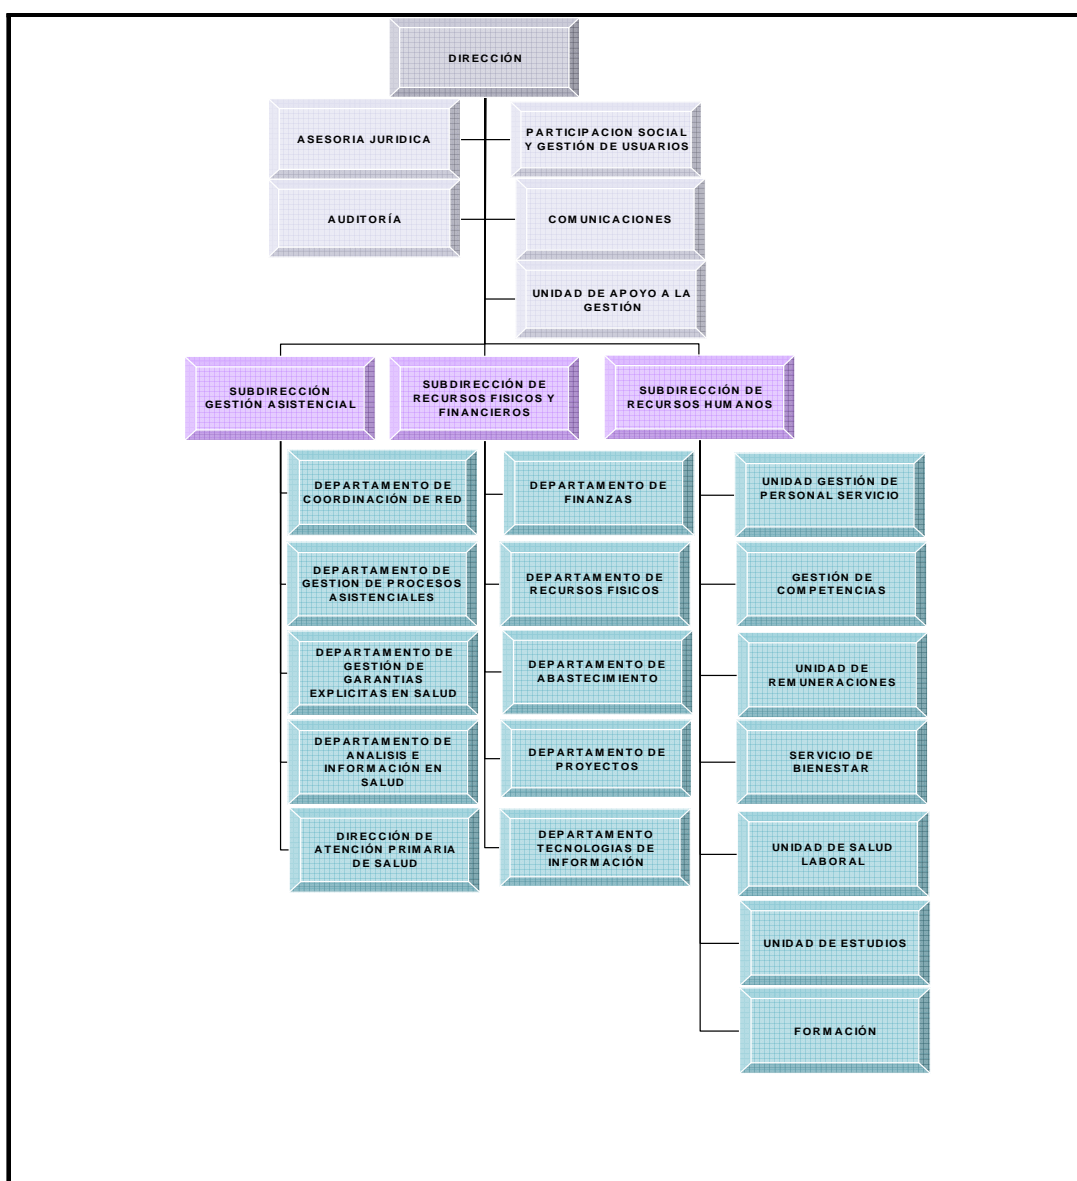 DIRECCIÓN
ASESORIA JURIDICA
PARTICIPACION SOCIAL
Y GESTIÓN DE USUARIOS
AUDITORÍA
COMUNICACIONES
UNIDAD DE APOYO A LA
GESTIÓN
SUBDIRECCIÓN
GESTIÓN ASISTENCIAL
SUBDIRECCIÓN DE
RECURSOS FISICOS Y
FINANCIEROS
SUBDIRECCIÓN DE
RECURSOS HUMANOS
DEPARTAMENTO DE
COORDINACIÓN DE RED
DEPARTAMENTO DE
GESTION DE PROCESOS
ASISTENCIALES
DEPARTAMENTO DE
GESTIÓN DE
GARANTIAS
EXPLICITAS EN SALUD
DEPARTAMENTO DE
ANALISIS E
INFORMACIÓN EN
SALUD
DIRECCIÓN DE
ATENCIÓN PRIMARIA
DE SALUD
DEPARTAMENTO DE
FINANZAS
DEPARTAMENTO DE
RECURSOS FISICOS
DEPARTAMENTO DE
ABASTECIMIENTO
DEPARTAMENTO DE
PROYECTOS
DEPARTAMENTO
TECNOLOGIAS DE
INFORMACIÓN
UNIDAD GESTIÓN DE
PERSONAL SERVICIO
GESTIÓN DE
COMPETENCIAS
UNIDAD DE
REMUNERACIONES
SERVICIO DE
BIENESTAR
UNIDAD DE SALUD
LABORAL
UNIDAD DE ESTUDIOS
FORMACIÓN